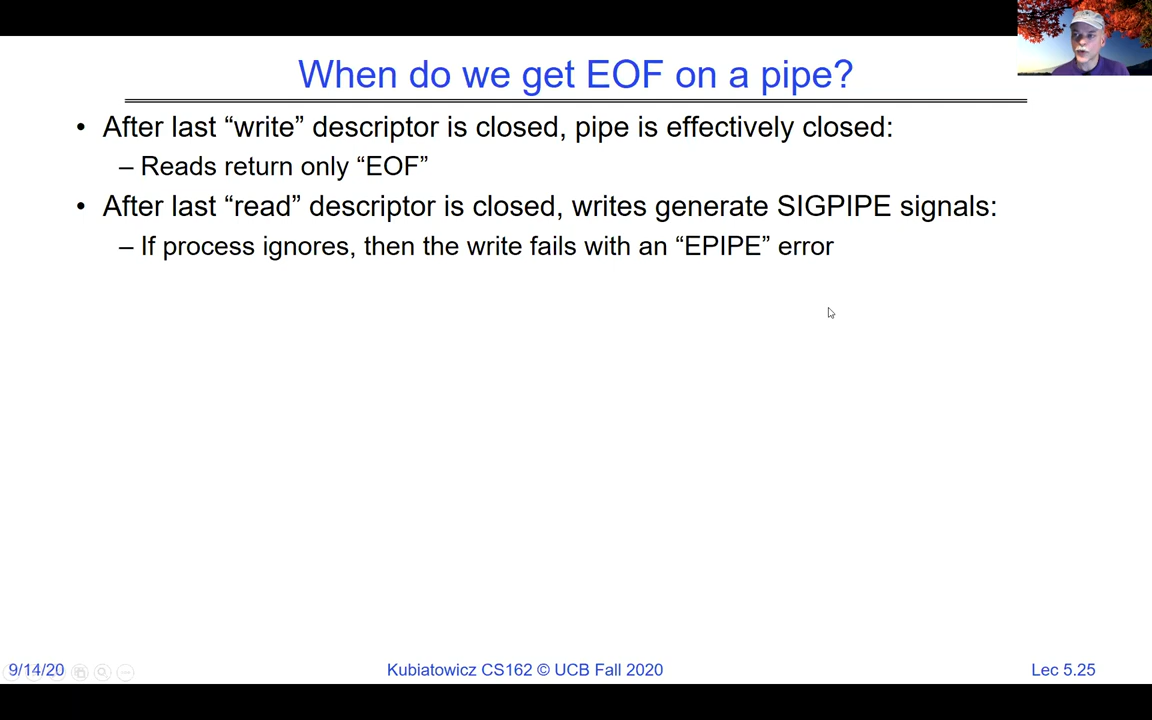 When do we get EOF on a pipe?
• After last “write” descriptor is closed, pipe is effectively closed:
– Reads return only “EOF”
• After last “read” descriptor is closed, writes generate SIGPIPE signals:
– If process ignores, then the write fails with an “EPIPE” error
9/14/20
Kubiatowicz CS162 © UCB Fall 2020
Lec 5.25